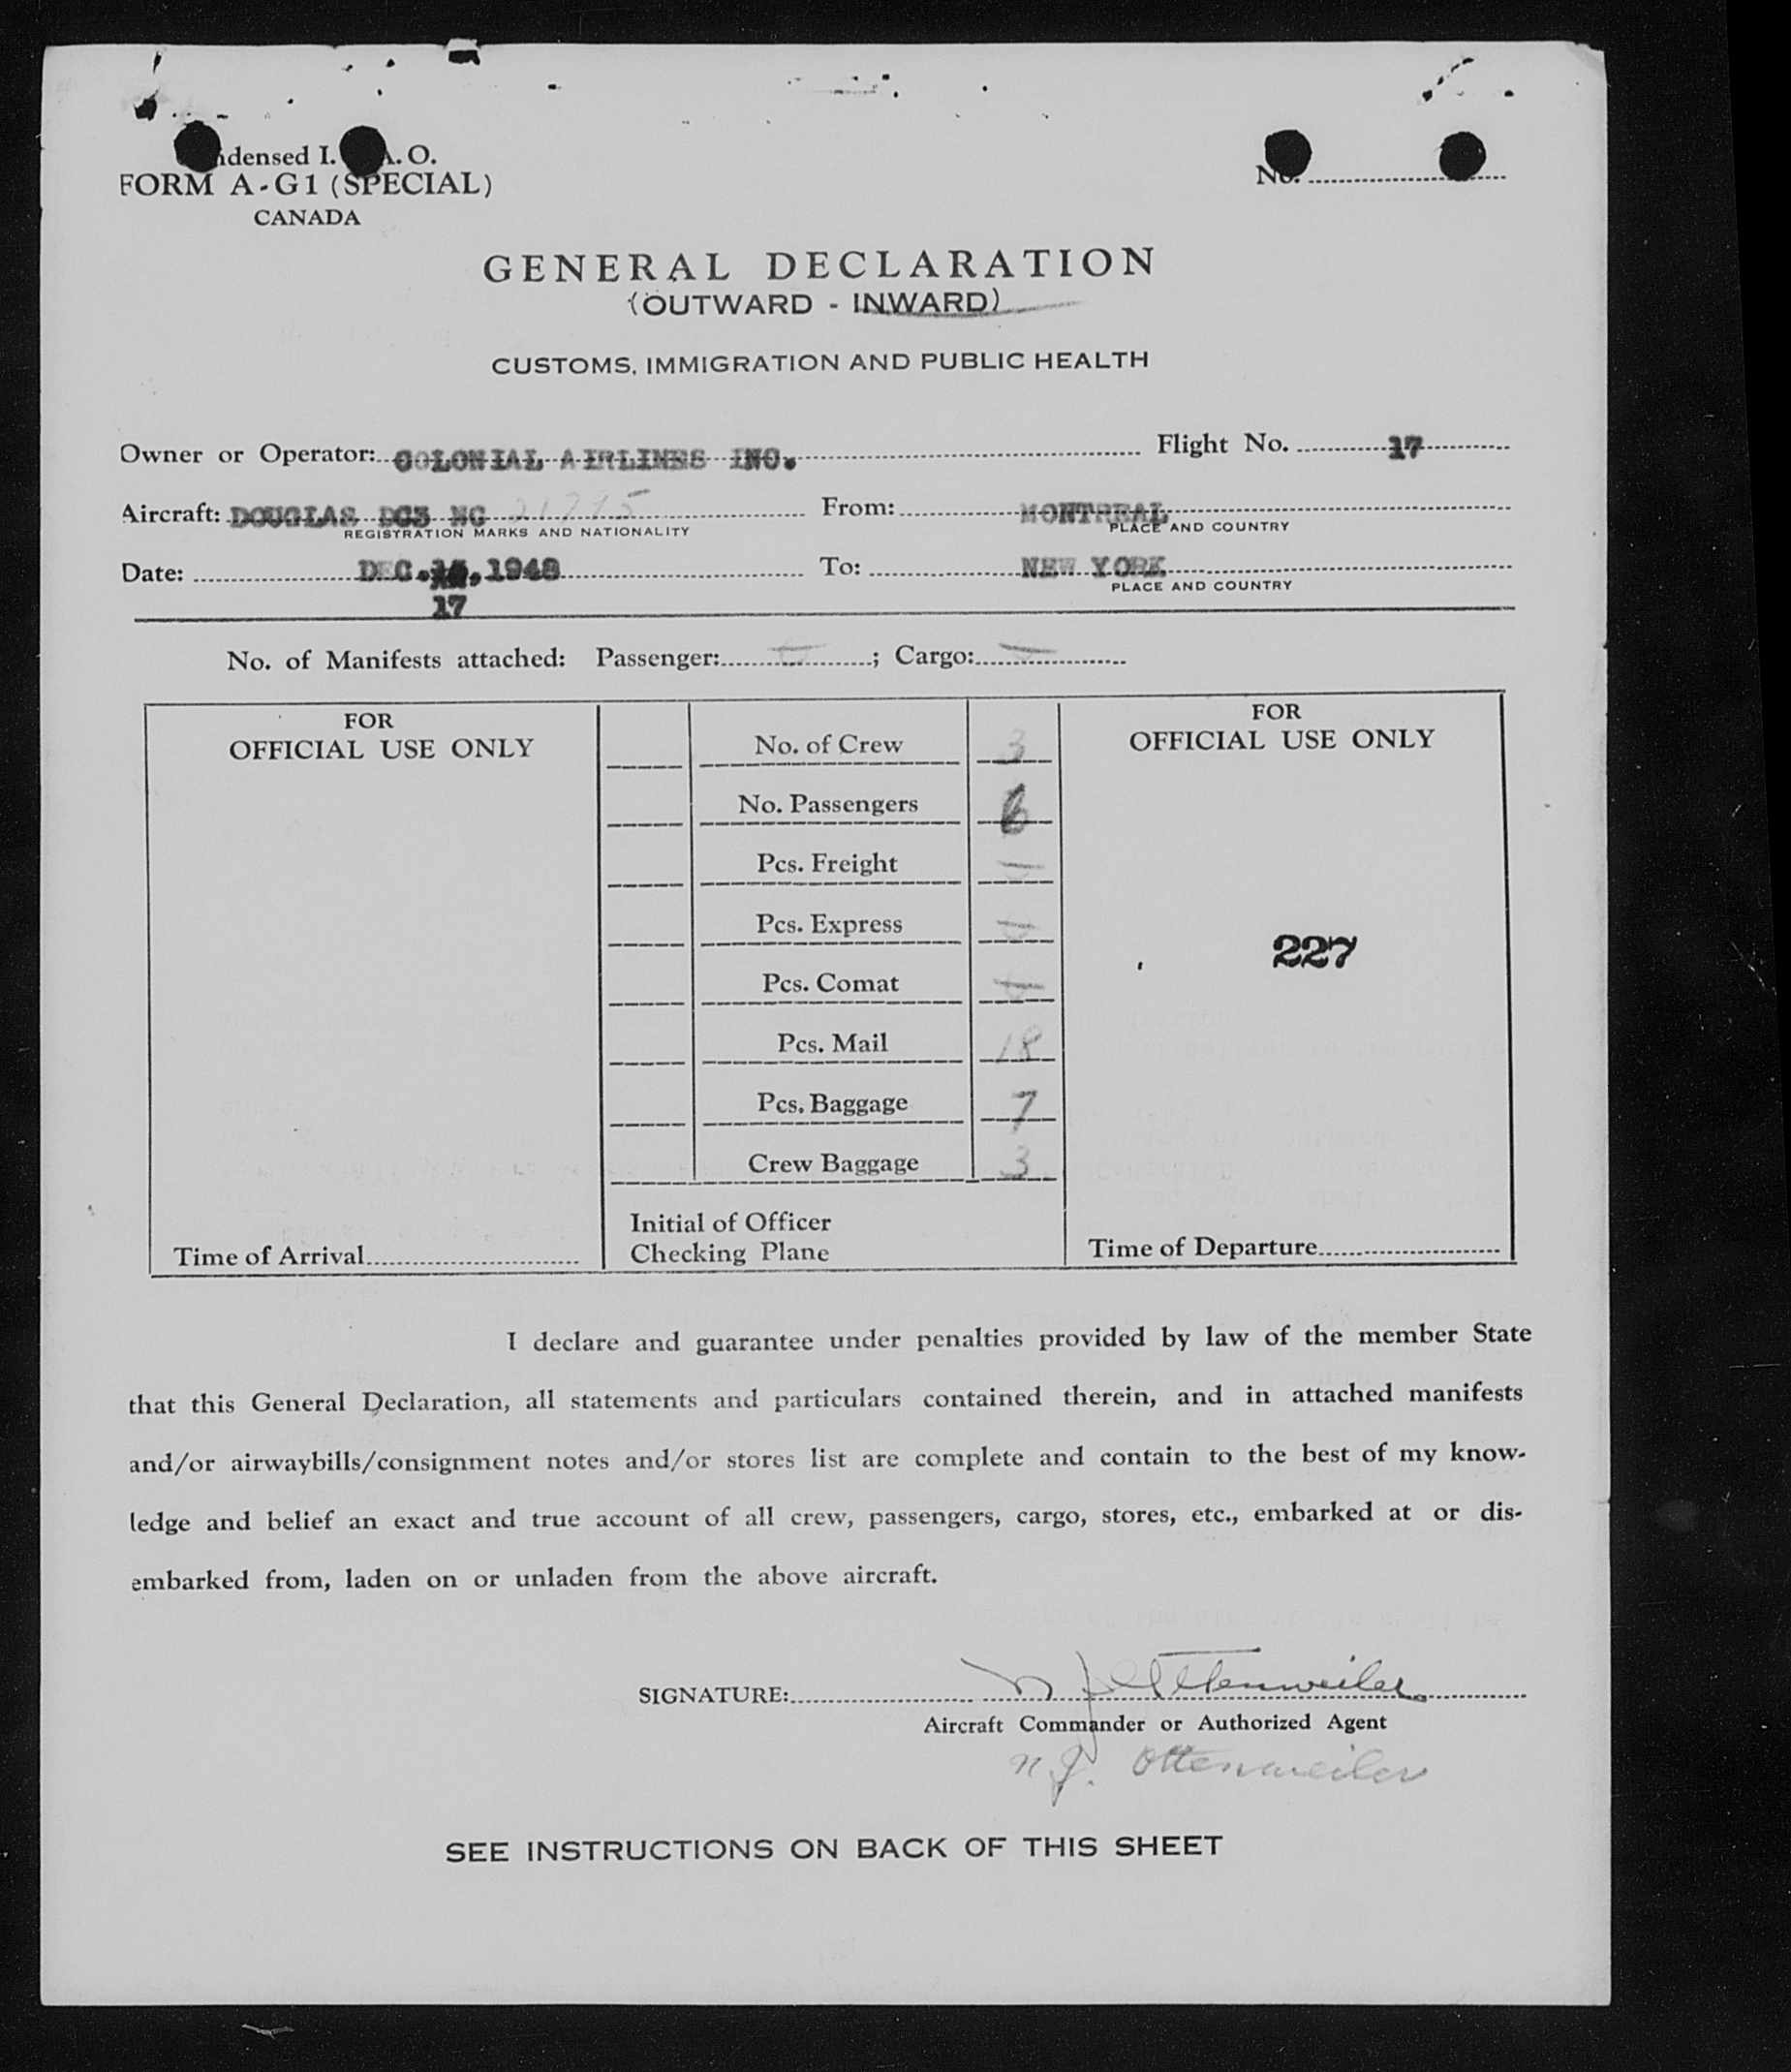 ndensed I. A. O.
FORM A-G1 (SPECIAL)
CANADA
No.
GENERAL DECLARATION
(OUTWARD - INWARD)
CUSTOMS, IMMIGRATION AND PUBLIC HEALTH
Owner or Operator: COLONIAL AIRLINES INC. Flight No. 17
Aircraft: DOUGLAS DC3 NC From: MONTREAL
REGISTRATION MARKS AND NATIONALITY PLACE AND COUNTRY
Date: DEC. , 1948 To: NEW YORK
17 PLACE AND COUNTRY
No. of Manifests attached: Passenger: ; Cargo:
FOR
OFFICIAL USE ONLY
No. of Crew 3
No. Passengers 6
Pcs. Freight
Pcs. Express
Pcs. Comat
Pcs. Mail 18
Pcs. Baggage 7
Crew Baggage 3
FOR
OFFICIAL USE ONLY
227
Time of Arrival
Initial of Officer
Checking Plane
Time of Departure
I declare and guarantee under penalties provided by law of the member State
that this General Declaration, all statements and particulars contained therein, and in attached manifests
and/or airwaybills/consignment notes and/or stores list are complete and contain to the best of my know-
ledge and belief an exact and true account of all crew, passengers, cargo, stores, etc., embarked at or dis-
embarked from, laden on or unladen from the above aircraft.
SIGNATURE: N J Ottenweiler
Aircraft Commander or Authorized Agent
N J. Ottenweiler
SEE INSTRUCTIONS ON BACK OF THIS SHEET